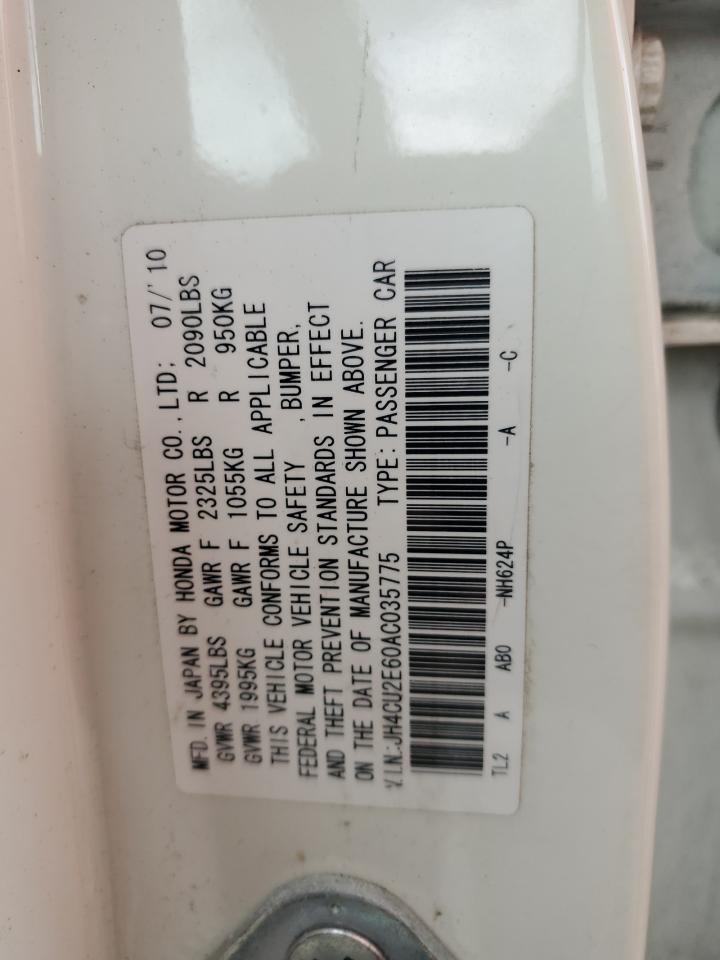 MFD. IN JAPAN BY HONDA MOTOR CO., LTD; 07/'10
GVWR 4395LBS GAWR F 2325LBS R 2090LBS
GVWR 1995KG GAWR F 1055KG R 950KG
THIS VEHICLE CONFORMS TO ALL APPLICABLE
FEDERAL MOTOR VEHICLE SAFETY , BUMPER,
AND THEFT PREVENTION STANDARDS IN EFFECT
ON THE DATE OF MANUFACTURE SHOWN ABOVE.
V.I.N.:JH4CU2E60AC035775 TYPE: PASSENGER CAR
TL2 A AB0 -NH624P -A -C